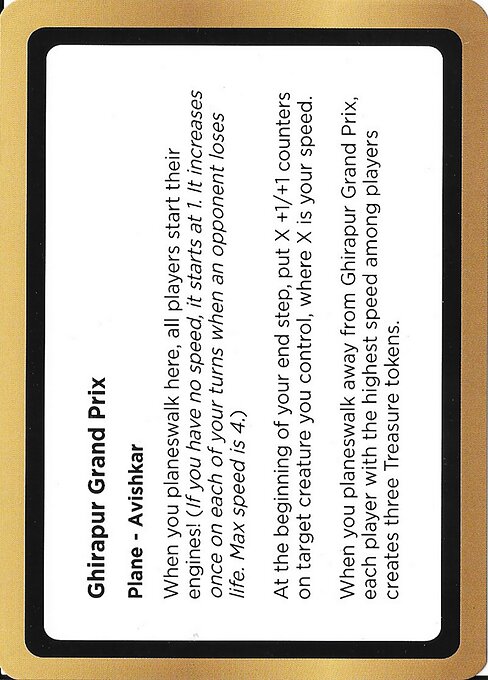 Ghirapur Grand Prix
Plane - Avishkar
When you planeswalk here, all players start their
engines! (If you have no speed, it starts at 1. It increases
once on each of your turns when an opponent loses
life. Max speed is 4.)
At the beginning of your end step, put X +1/+1 counters
on target creature you control, where X is your speed.
When you planeswalk away from Ghirapur Grand Prix,
each player with the highest speed among players
creates three Treasure tokens.